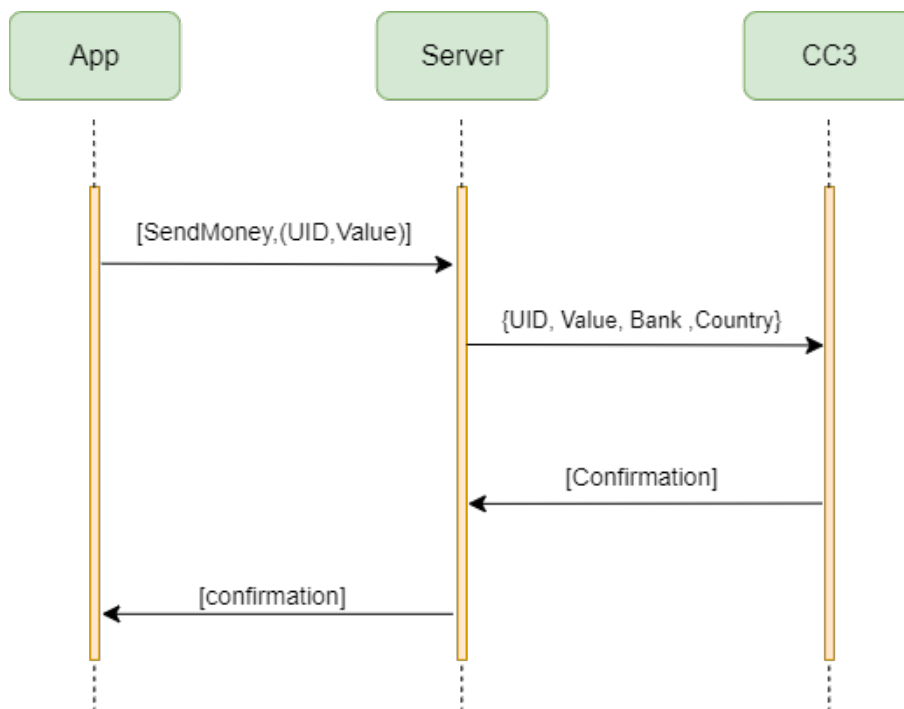 App
Server
CC3
[SendMoney,(UID,Value)]
{UID, Value, Bank ,Country}
[Confirmation]
[confirmation]